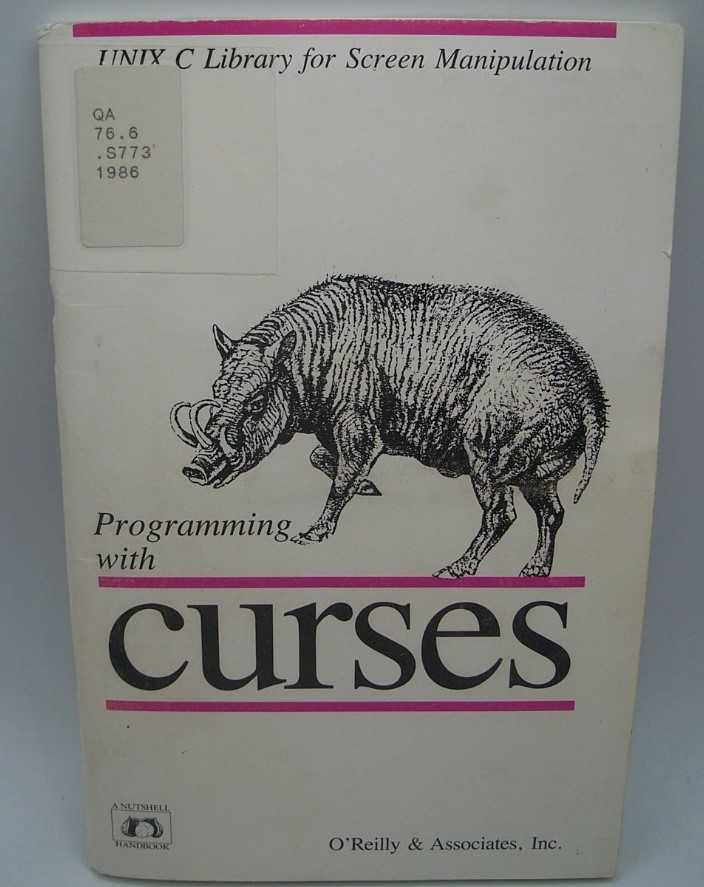 UNIX C Library for Screen Manipulation
QA
76.6
.S773
1986
Programming
with
curses
A NUTSHELL
HANDBOOK
O'Reilly & Associates, Inc.